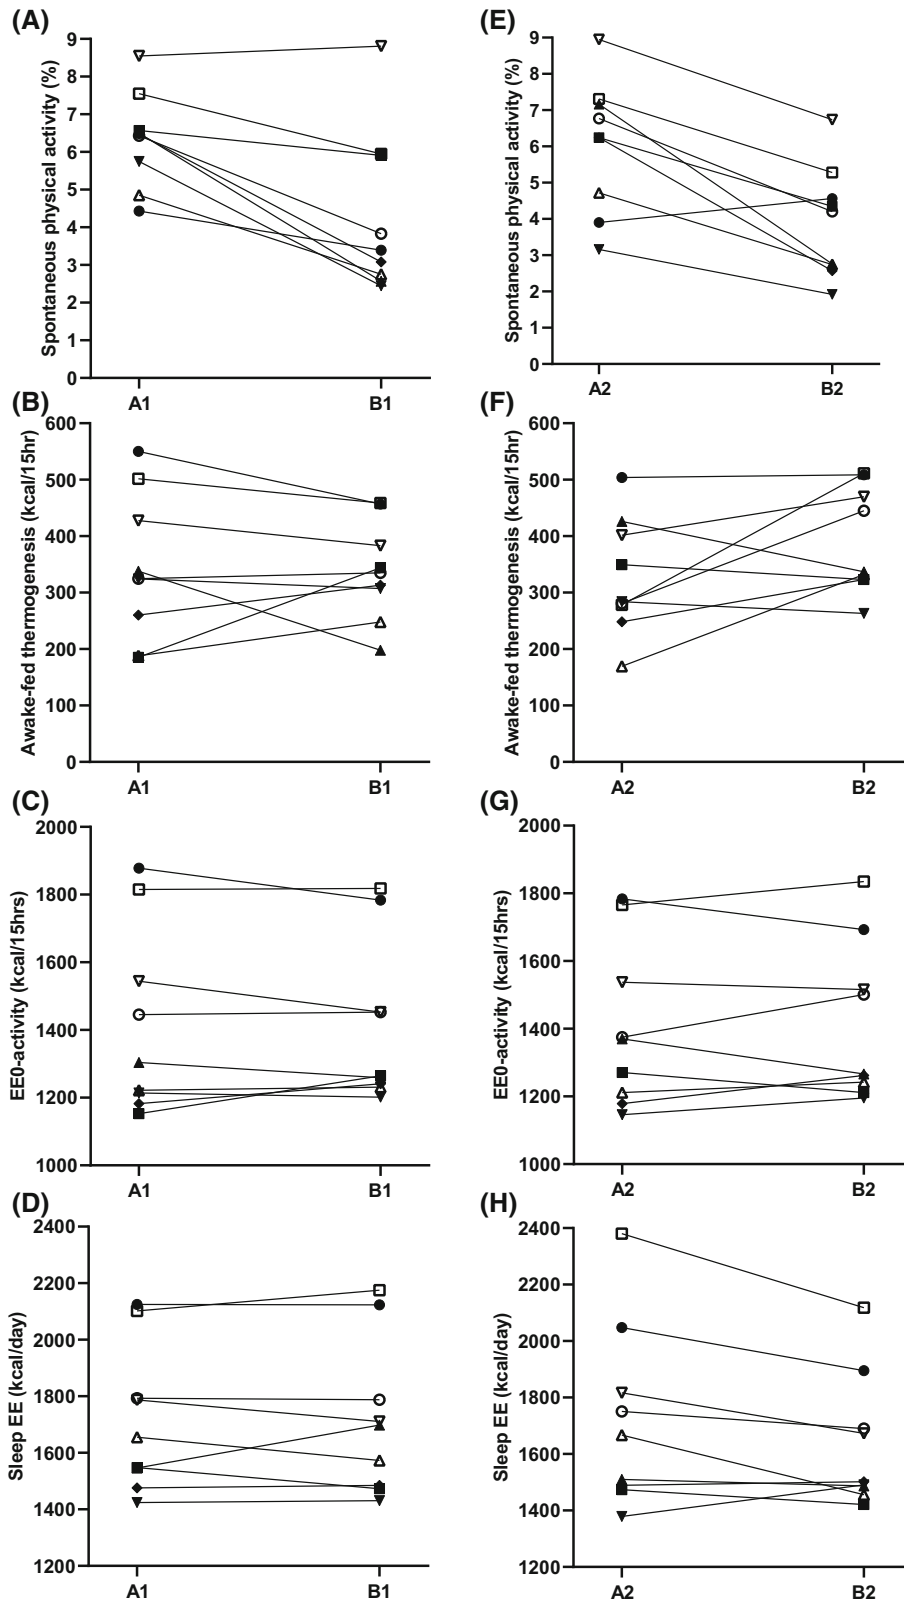 (A)
Spontaneous physical activity (%)
9
8
7
6
5
4
3
2
1
0
A1
B1
(E)
Spontaneous physical activity (%)
9
8
7
6
5
4
3
2
1
0
A2
B2
(B)
Awake-fed thermogenesis (kcal/15hr)
600
500
400
300
200
100
0
A1
B1
(F)
Awake-fed thermogenesis (kcal/15hr)
600
500
400
300
200
100
0
A2
B2
(C)
EE0-activity (kcal/15hrs)
2000
1800
1600
1400
1200
1000
A1
B1
(G)
EE0-activity (kcal/15hrs)
2000
1800
1600
1400
1200
1000
A2
B2
(D)
Sleep EE (kcal/day)
2400
2200
2000
1800
1600
1400
1200
A1
B1
(H)
Sleep EE (kcal/day)
2400
2200
2000
1800
1600
1400
1200
A2
B2